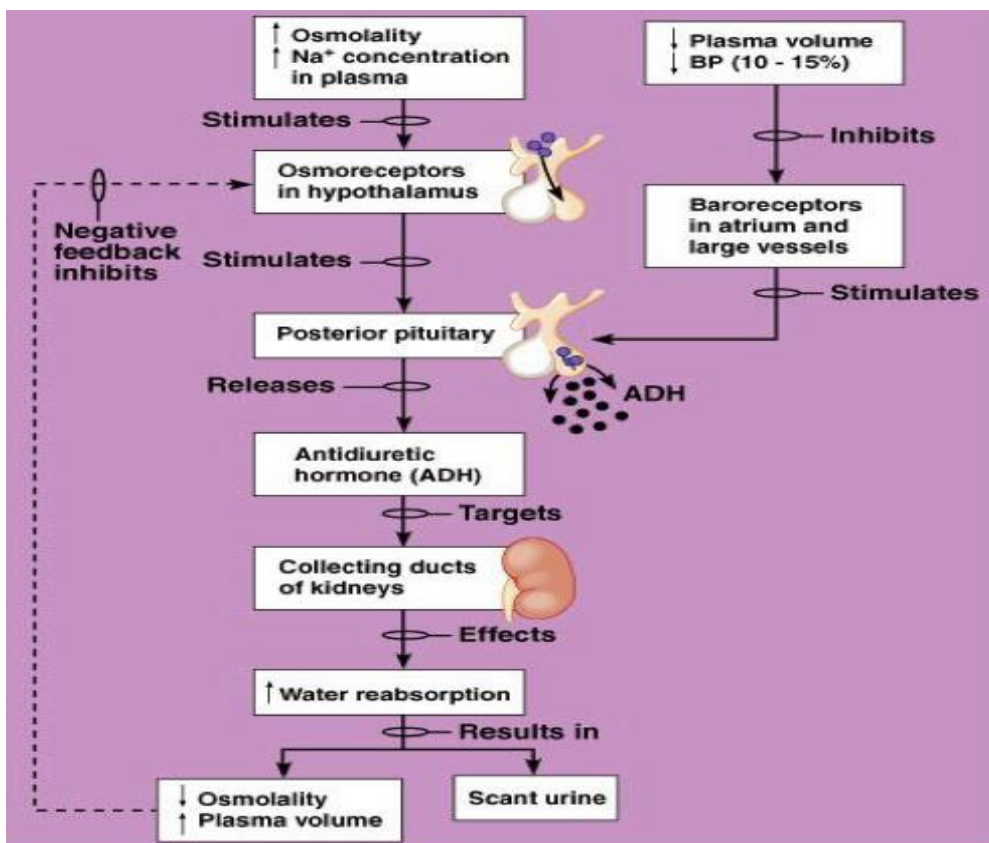 ↑ Osmolality
↑ Na⁺ concentration
in plasma
↓ Plasma volume
↓ BP (10 - 15%)
Stimulates
Inhibits
Osmoreceptors
in hypothalamus
Baroreceptors
in atrium and
large vessels
Negative
feedback
inhibits
Stimulates
Stimulates
Posterior pituitary
Releases
ADH
Antidiuretic
hormone (ADH)
Targets
Collecting ducts
of kidneys
Effects
↑ Water reabsorption
Results in
↓ Osmolality
↑ Plasma volume
Scant urine